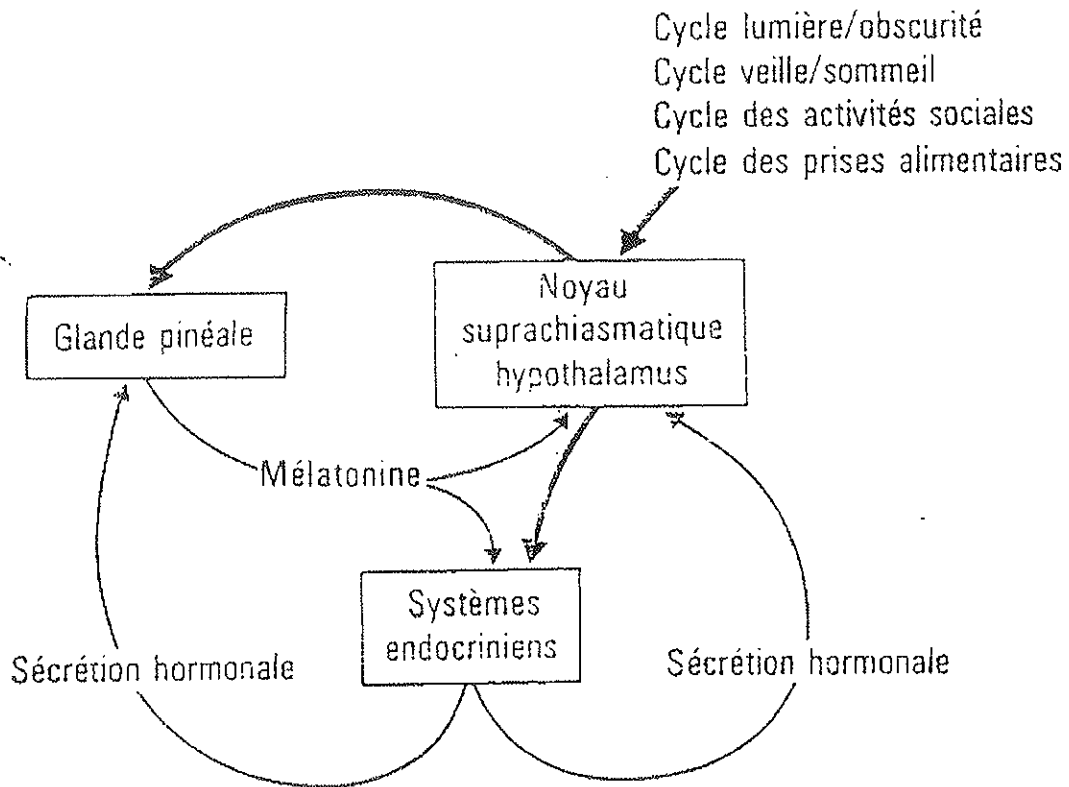 Cycle lumière/obscurité
Cycle veille/sommeil
Cycle des activités sociales
Cycle des prises alimentaires
Glande pinéale
Noyau
suprachiasmatique
hypothalamus
Mélatonine
Systèmes
endocriniens
Sécrétion hormonale
Sécrétion hormonale